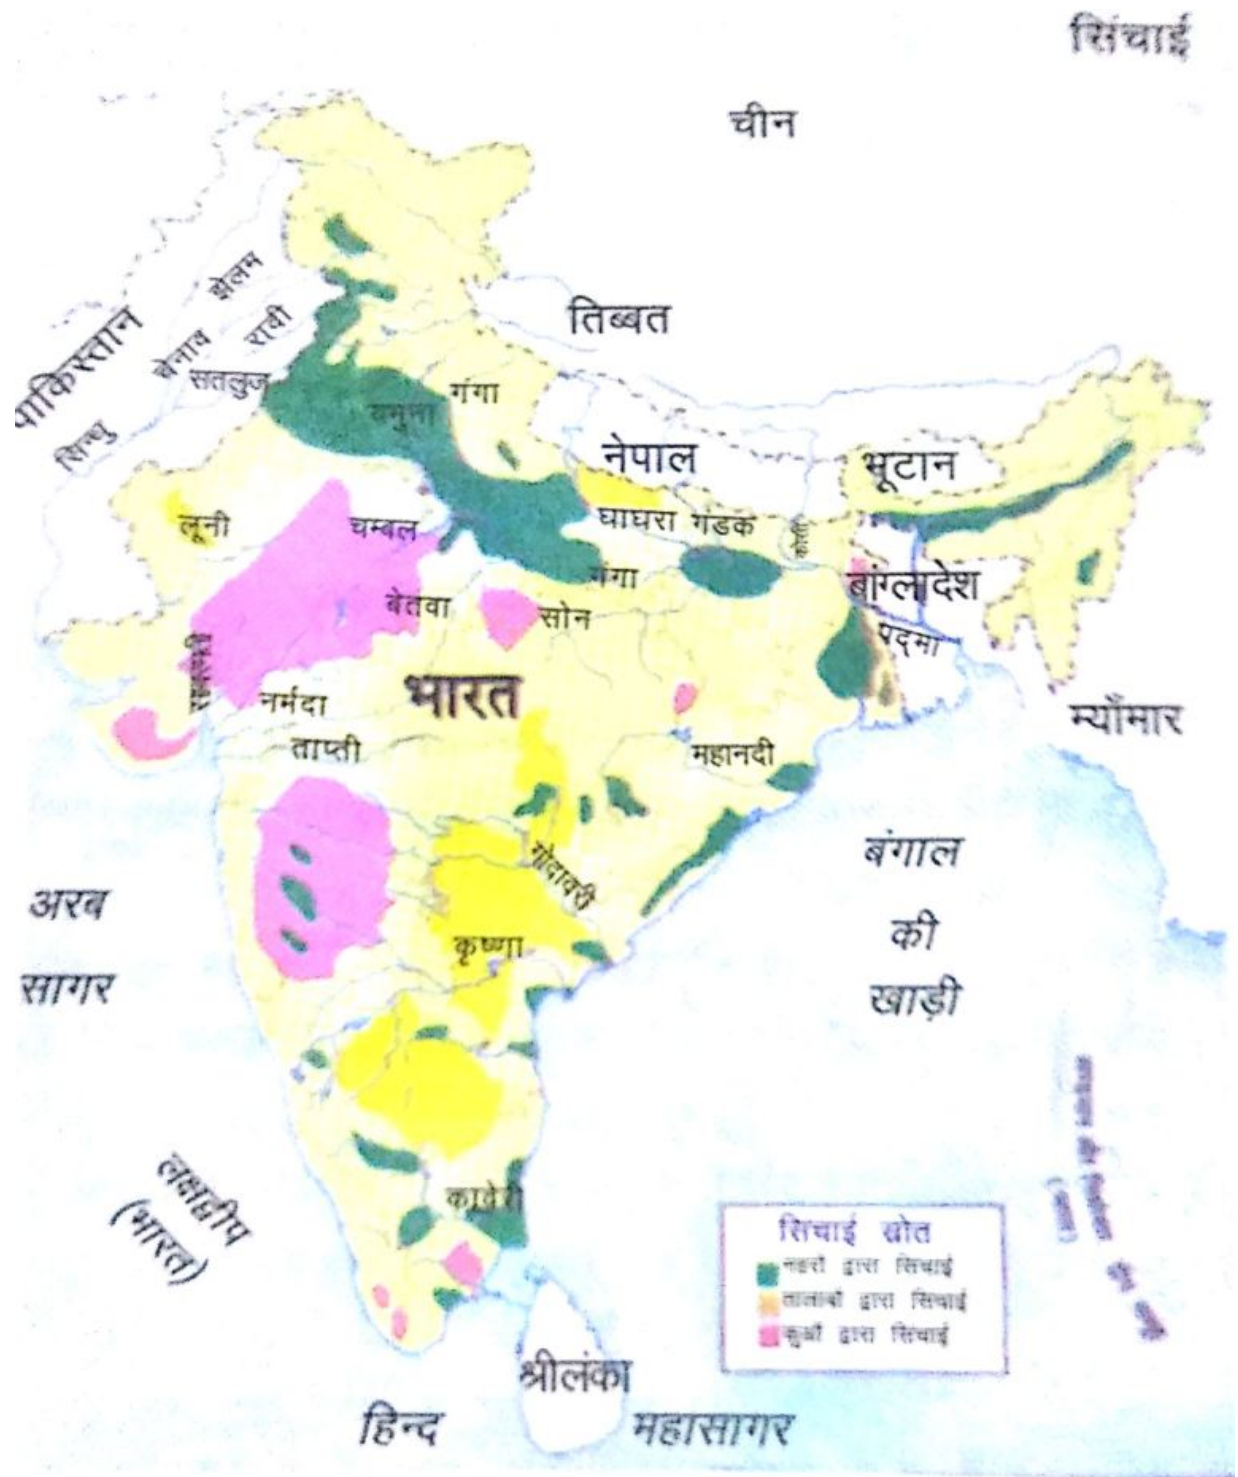 सिंचाई
चीन
झेलम
पाकिस्तान
चेनाब
रावी
तिब्बत
सतलुज
यमुना
गंगा
सिन्धु
नेपाल
भूटान
लूनी
चम्बल
घाघरा
गंडक
कोसी
गंगा
बांग्लादेश
बेतवा
सोन
पद्मा
भारत
नर्मदा
म्याँमार
ताप्ती
महानदी
गोदावरी
बंगाल
की
खाड़ी
अरब
सागर
कृष्णा
लक्षद्वीप
(भारत)
कावेरी
सिचाई स्रोत
नहरों द्वारा सिंचाई
तालाबों द्वारा सिंचाई
कुओं द्वारा सिंचाई
श्रीलंका
हिन्द महासागर